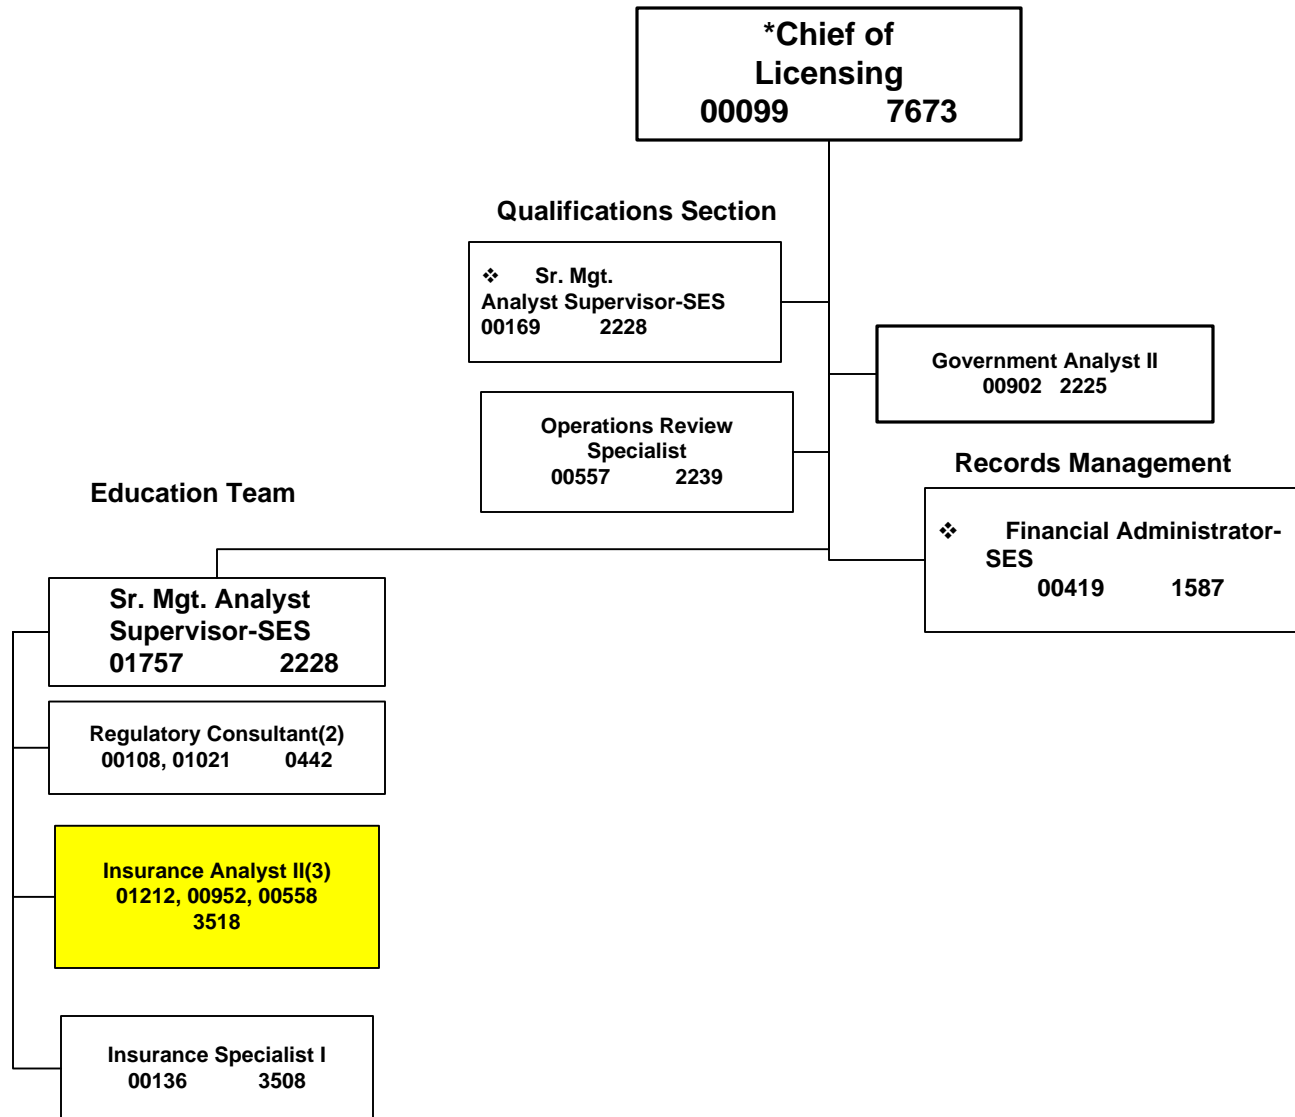 *Chief of
Licensing
00099 7673
Qualifications Section
❖ Sr. Mgt.
Analyst Supervisor-SES
00169 2228
Government Analyst II
00902 2225
Operations Review
Specialist
00557 2239
Records Management
❖ Financial Administrator-
SES
00419 1587
Education Team
Sr. Mgt. Analyst
Supervisor-SES
01757 2228
Regulatory Consultant(2)
00108, 01021 0442
Insurance Analyst II(3)
01212, 00952, 00558
3518
Insurance Specialist I
00136 3508